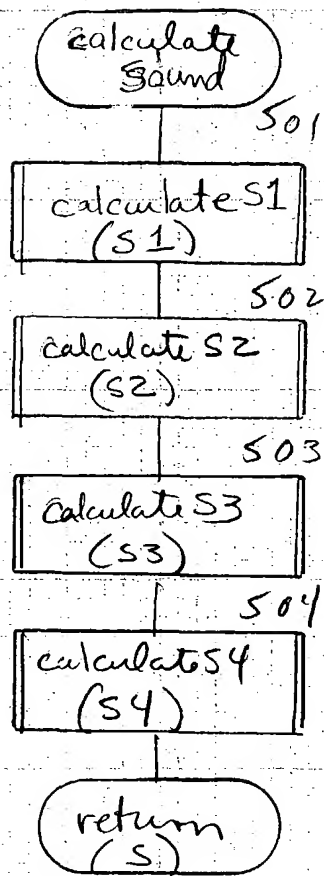 calculate
Sound
501
calculate S1
(S1)
502
calculate S2
(S2)
503
calculate S3
(S3)
504
calculate S4
(S4)
return
(S)